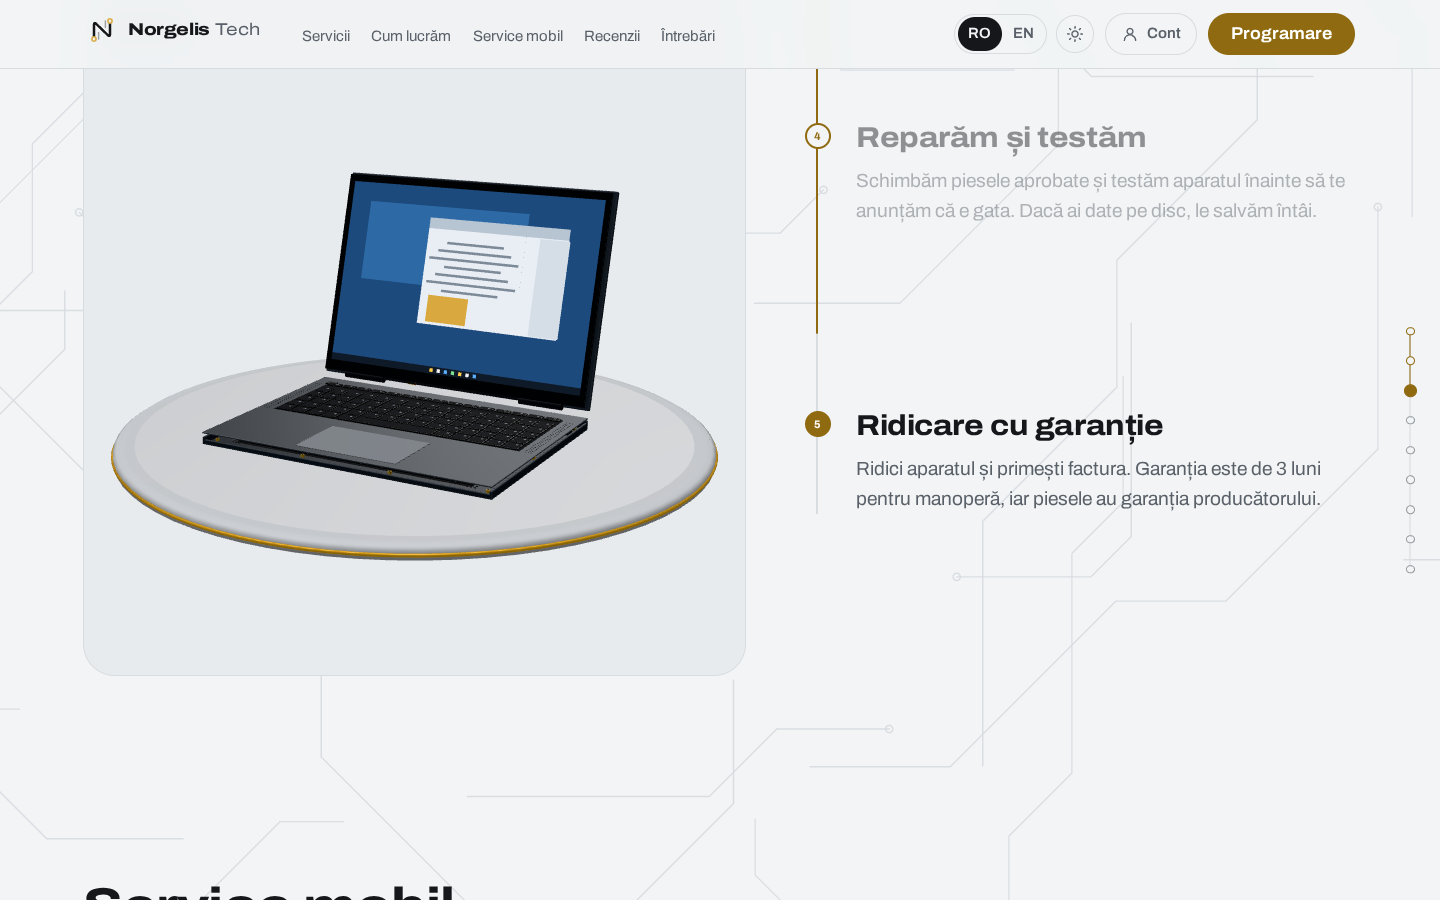 Norgelis Tech
Servicii
Cum lucrăm
Service mobil
Recenzii
Întrebări
RO
EN
Cont
Programare
4
Reparăm și testăm
Schimbăm piesele aprobate și testăm aparatul înainte să te
anunțăm că e gata. Dacă ai date pe disc, le salvăm întâi.
5
Ridicare cu garanție
Ridici aparatul și primești factura. Garanția este de 3 luni
pentru manoperă, iar piesele au garanția producătorului.
Service mobil